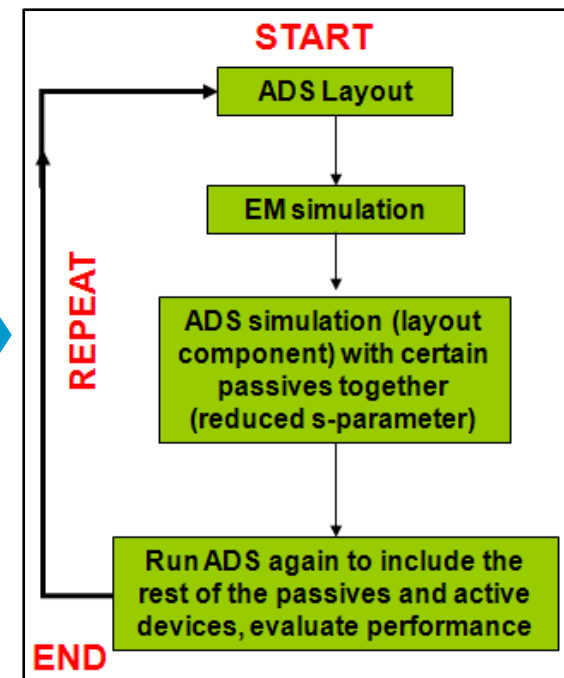 START
ADS Layout
EM simulation
REPEAT
ADS simulation (layout
component) with certain
passives together
(reduced s-parameter)
Run ADS again to include the
rest of the passives and active
devices, evaluate performance
END